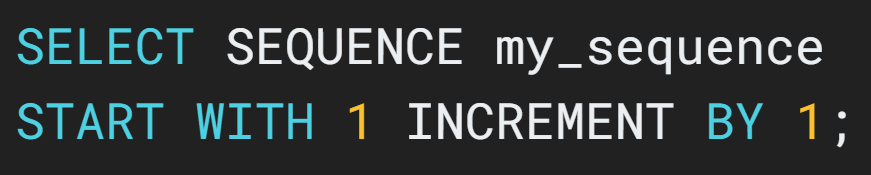 SELECT SEQUENCE my_sequence
START WITH 1 INCREMENT BY 1;